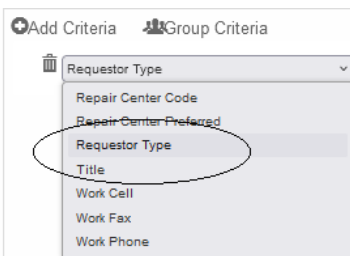 Add Criteria Group Criteria
Requestor Type
Repair Center Code
Repair Center Preferred
Requestor Type
Title
Work Cell
Work Fax
Work Phone